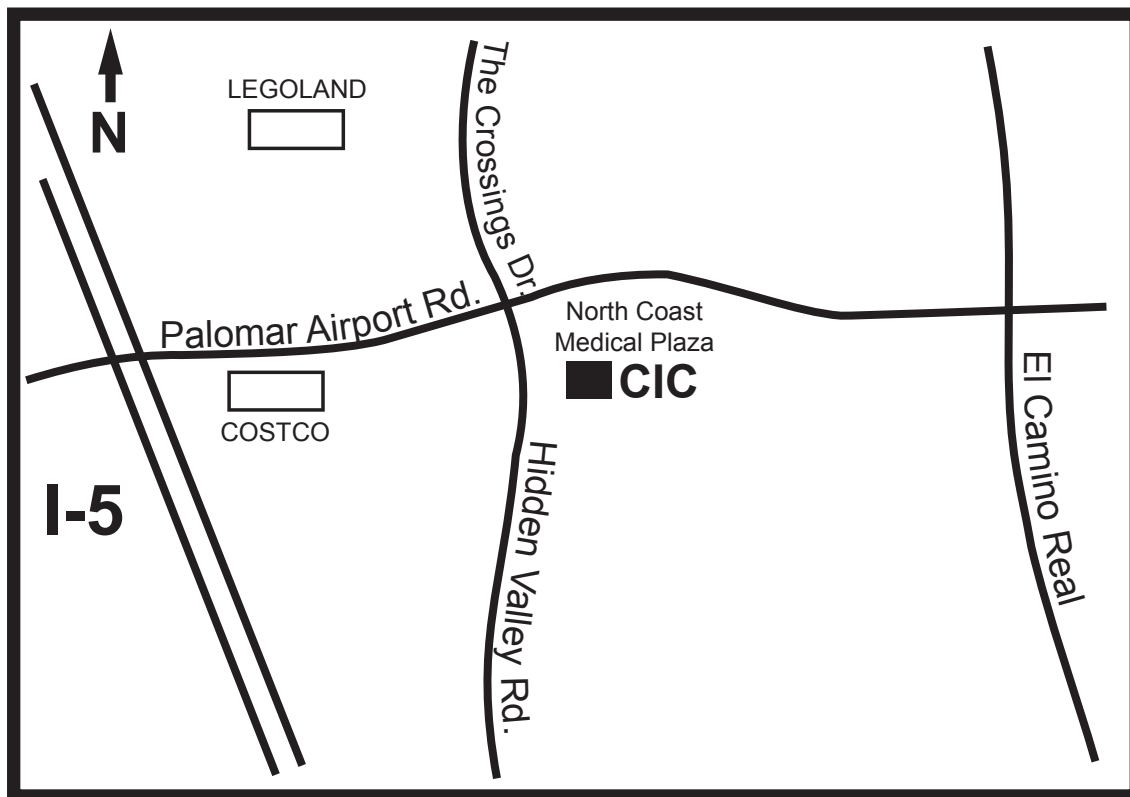 N
LEGOLAND
The Crossings Dr.
Palomar Airport Rd.
North Coast
Medical Plaza
CIC
COSTCO
I-5
Hidden Valley Rd.
El Camino Real